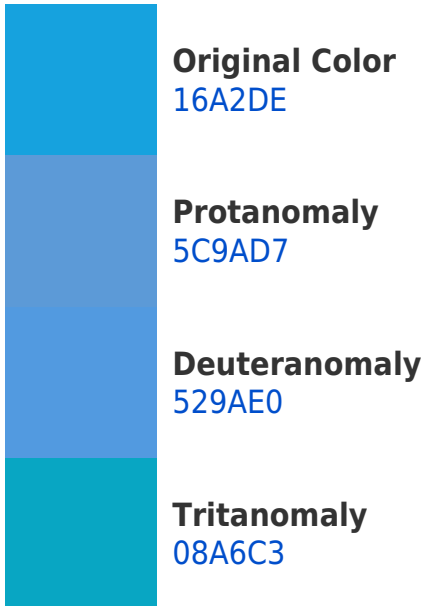 Original Color
16A2DE
Protanomaly
5C9AD7
Deuteranomaly
529AE0
Tritanomaly
08A6C3